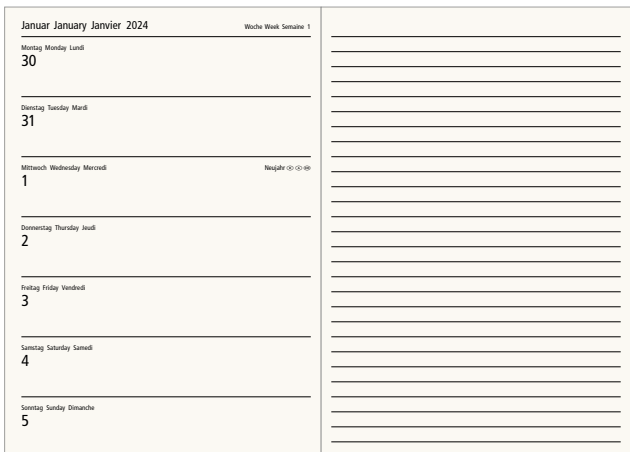 Januar January Janvier 2024
Woche Week Semaine 1
Montag Monday Lundi
30
Dienstag Tuesday Mardi
31
Mittwoch Wednesday Mercredi
Neujahr
1
Donnerstag Thursday Jeudi
2
Freitag Friday Vendredi
3
Samstag Saturday Samedi
4
Sonntag Sunday Dimanche
5